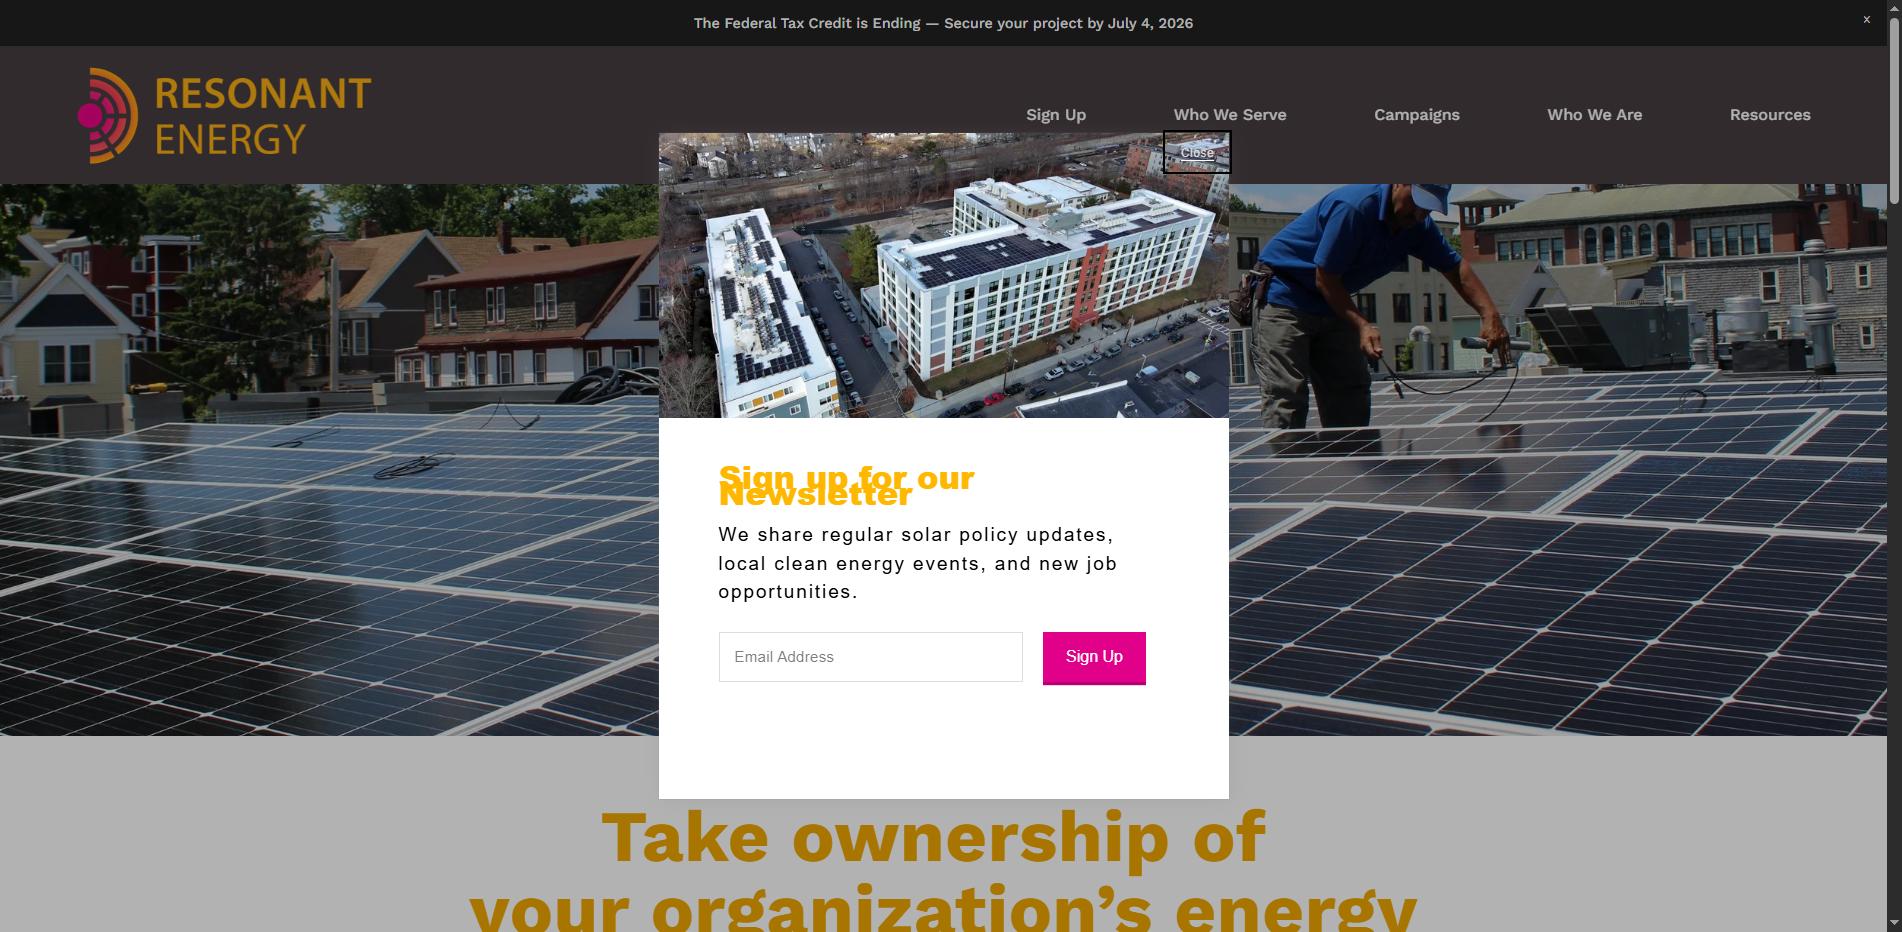 The Federal Tax Credit is Ending — Secure your project by July 4, 2026
x
RESONANT
ENERGY
Sign Up
Who We Serve
Campaigns
Who We Are
Resources
Close
Sign up for our
Newsletter
We share regular solar policy updates,
local clean energy events, and new job
opportunities.
Email Address
Sign Up
Take ownership of
your organization’s energy